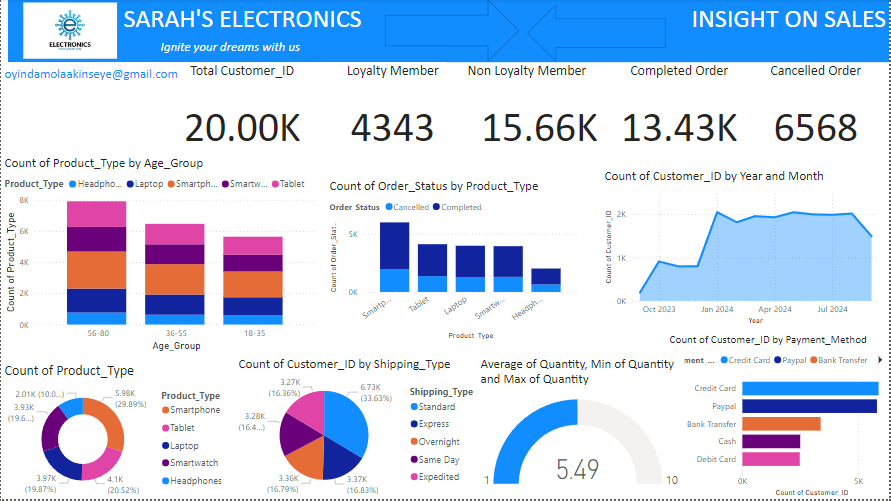 SARAH'S ELECTRONICS
INSIGHT ON SALES
e
ELECTRONICS
Ignite your dreams with us
oyindamolaakinseye@gmail.com
Total Customer_ID
Loyalty Member
Non Loyalty Member
Completed Order
Cancelled Order
20.00K
4343
15.66K
13.43K
6568
Count of Product_Type by Age_Group
Product_Type Headpho... Laptop Smartph... Smartw... Tablet
Count of Product_Type
8K
6K
4K
2K
0K
56-80
36-55
18-35
Age_Group
Count of Order_Status by Product_Type
Order_Status Cancelled Completed
Count of Order_Stat...
5K
0K
Smartp...
Tablet
Laptop
Smartw...
Headph...
Product_Type
Count of Customer_ID by Year and Month
Count of Customer_ID
2K
1K
0K
Oct 2023
Jan 2024
Apr 2024
Jul 2024
Year
Count of Product_Type
2.01K (10.0...)
5.98K
(29.89%)
3.93K
(19.6...)
3.97K
(19.87%)
4.1K
(20.52%)
Product_Type
Smartphone
Tablet
Laptop
Smartwatch
Headphones
Count of Customer_ID by Shipping_Type
3.27K
(16.36%)
6.73K
(33.63%)
3.28K
(16.4...)
3.36K
(16.79%)
3.37K
(16.83%)
Shipping_Type
Standard
Express
Overnight
Same Day
Expedited
Average of Quantity, Min of Quantity
and Max of Quantity
5.49
1
10
Count of Customer_ID by Payment_Method
ment ... Credit Card Paypal Bank Transfer
Credit Card
Paypal
Bank Transfer
Cash
Debit Card
0K
5K
Count of Customer_ID